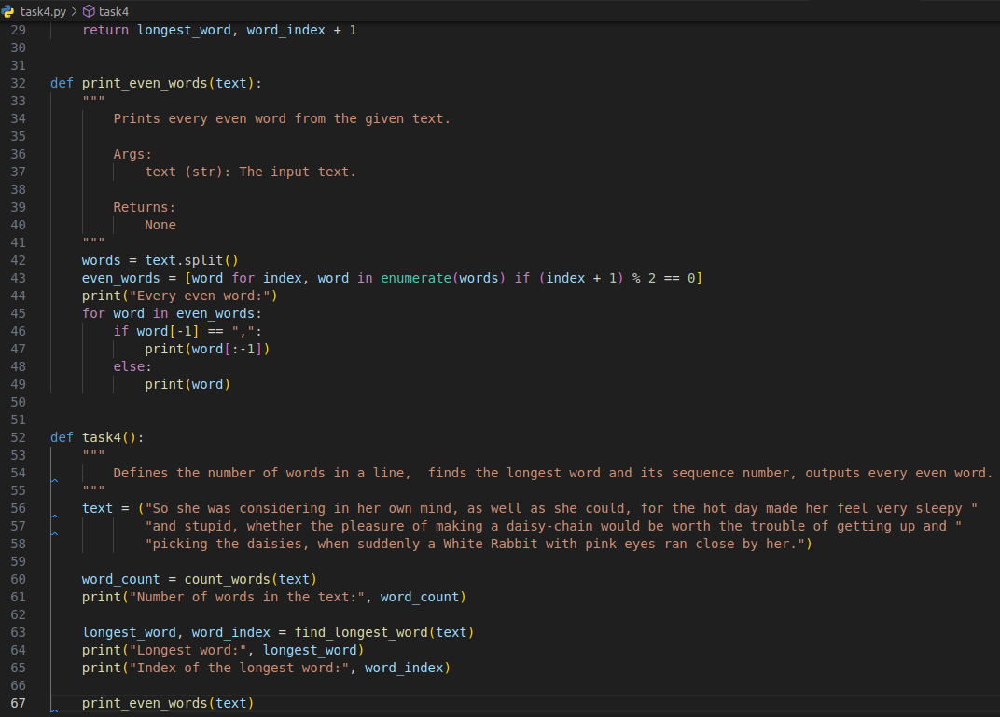 task4.py > task4
29     return longest_word, word_index + 1
30
31
32 def print_even_words(text):
33     """
34         Prints every even word from the given text.
35
36         Args:
37             text (str): The input text.
38
39         Returns:
40             None
41     """
42     words = text.split()
43     even_words = [word for index, word in enumerate(words) if (index + 1) % 2 == 0]
44     print("Every even word:")
45     for word in even_words:
46         if word[-1] == ",":
47             print(word[:-1])
48         else:
49             print(word)
50
51
52 def task4():
53     """
54         Defines the number of words in a line,  finds the longest word and its sequence number, outputs every even word.
55     """
56     text = ("So she was considering in her own mind, as well as she could, for the hot day made her feel very sleepy "
57             "and stupid, whether the pleasure of making a daisy-chain would be worth the trouble of getting up and "
58             "picking the daisies, when suddenly a White Rabbit with pink eyes ran close by her.")
59
60     word_count = count_words(text)
61     print("Number of words in the text:", word_count)
62
63     longest_word, word_index = find_longest_word(text)
64     print("Longest word:", longest_word)
65     print("Index of the longest word:", word_index)
66
67     print_even_words(text)